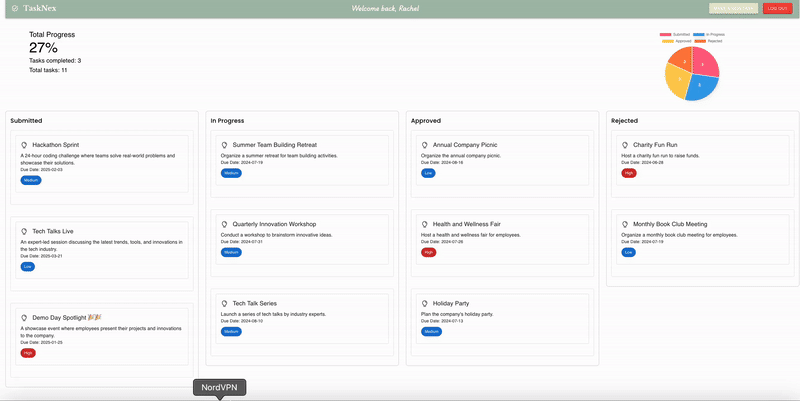 TaskNex
Welcome back, Rachel
LOG OUT
Total Progress
27%
Tasks completed: 3
Total tasks: 11
Submitted
In Progress
Approved
Rejected
Submitted
Hackathon Sprint
A 24-hour coding challenge where teams solve real-world problems and
showcase their solutions.
Due Date: 2025-02-03
Medium
Tech Talks Live
An expert-led session discussing the latest trends, tools, and innovations in
the tech industry.
Due Date: 2025-03-21
Low
Demo Day Spotlight 🎉🎉
A showcase event where employees present their projects and innovations
to the company.
Due Date: 2025-01-25
High
In Progress
Summer Team Building Retreat
Organize a summer retreat for team building activities.
Due Date: 2024-07-19
Medium
Quarterly Innovation Workshop
Conduct a workshop to brainstorm innovative ideas.
Due Date: 2024-07-31
Medium
Tech Talk Series
Launch a series of tech talks by industry experts.
Due Date: 2024-08-10
Medium
Approved
Annual Company Picnic
Organize the annual company picnic.
Due Date: 2024-08-16
Low
Health and Wellness Fair
Host a health and wellness fair for employees.
Due Date: 2024-07-26
High
Holiday Party
Plan the company's holiday party.
Due Date: 2024-07-13
Medium
Rejected
Charity Fun Run
Host a charity fun run to raise funds.
Due Date: 2024-06-28
High
Monthly Book Club Meeting
Organize a monthly book club meeting for employees.
Due Date: 2024-07-19
Low
NordVPN